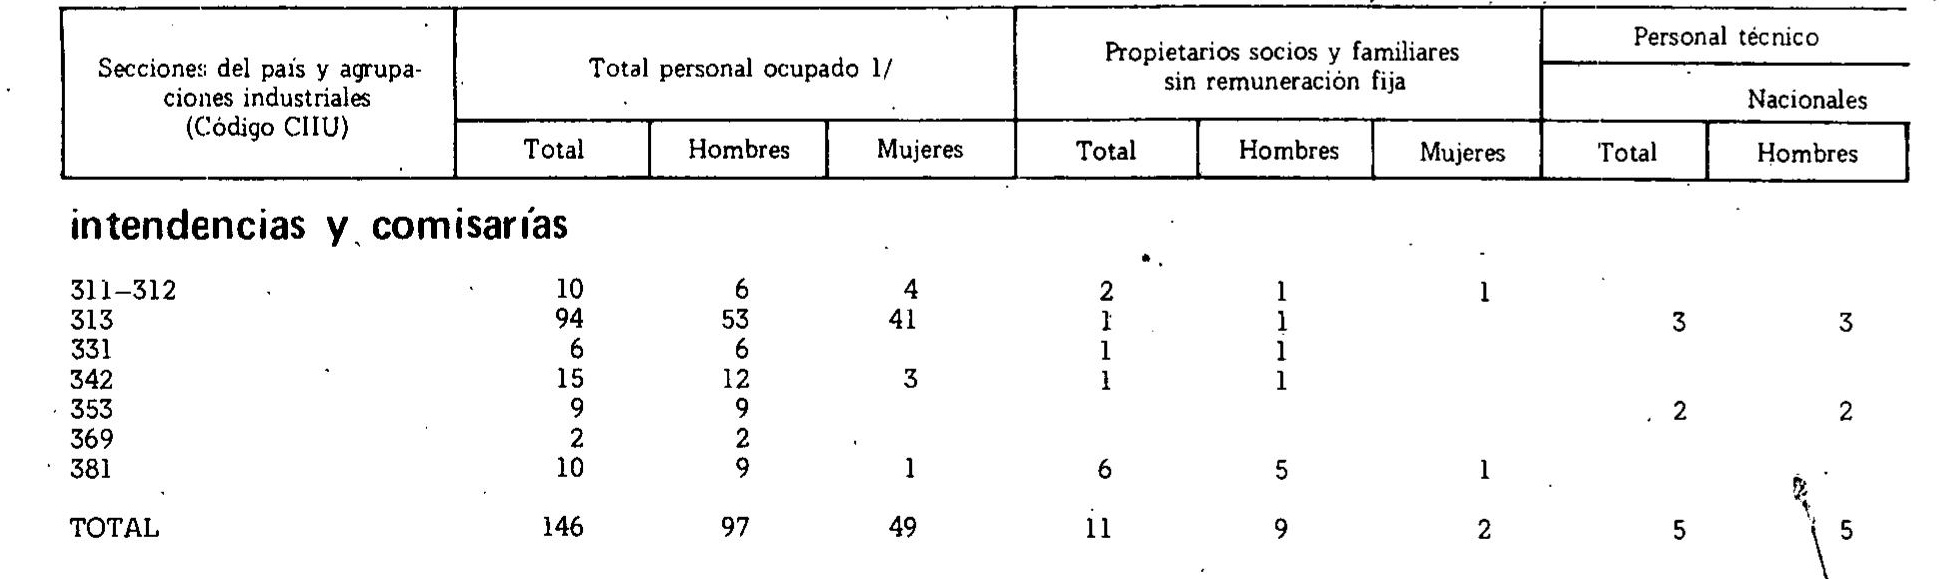 Secciones del país y agrupa-
ciones industriales
(Código CIIU)
Total personal ocupado 1/
Propietarios socios y familiares
sin remuneración fija
Personal técnico
Nacionales
Total Hombres Mujeres Total Hombres Mujeres Total Hombres
intendencias y comisarías
311–312 10 6 4 2 1 1
313 94 53 41 1 1 3 3
331 6 6 1 1
342 15 12 3 1 1
353 9 9 2 2
369 2 2
381 10 9 1 6 5 1
TOTAL 146 97 49 11 9 2 5 5